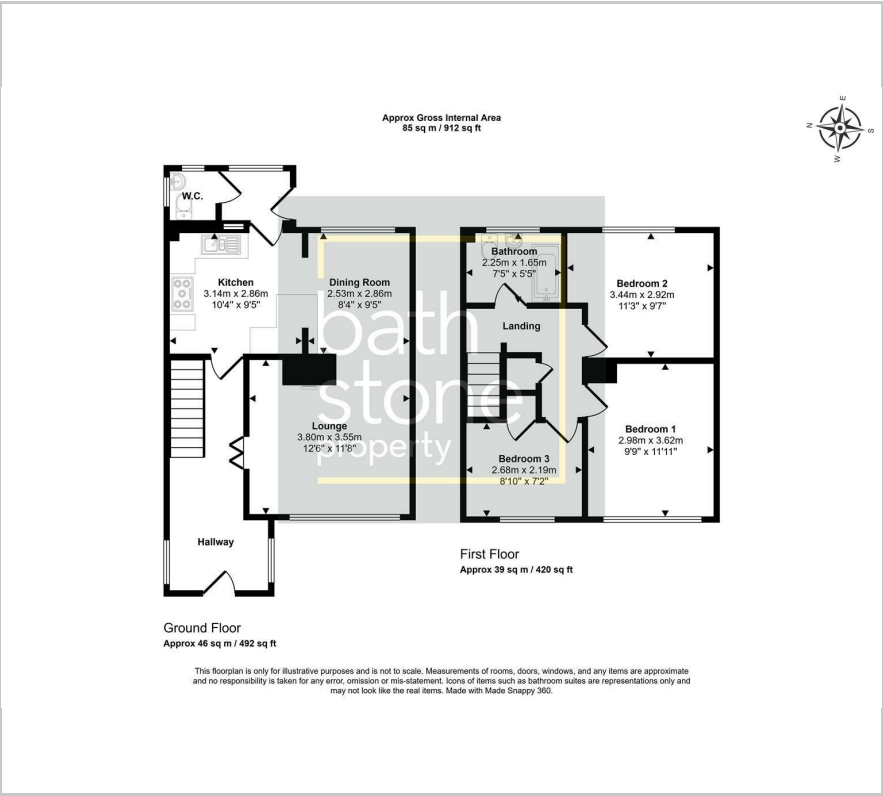 Approx Gross Internal Area
85 sq m / 912 sq ft
E
N
S
W
W.C.
Kitchen
3.14m x 2.86m
10'4" x 9'5"
Dining Room
2.53m x 2.86m
8'4" x 9'5"
Lounge
3.80m x 3.55m
12'6" x 11'8"
Hallway
Bathroom
2.25m x 1.65m
7'5" x 5'5"
Bedroom 2
3.44m x 2.92m
11'3" x 9'7"
Landing
Bedroom 1
2.98m x 3.62m
9'9" x 11'11"
Bedroom 3
2.68m x 2.19m
8'10" x 7'2"
bath
stone
property
First Floor
Approx 39 sq m / 420 sq ft
Ground Floor
Approx 46 sq m / 492 sq ft
This floorplan is only for illustrative purposes and is not to scale. Measurements of rooms, doors, windows, and any items are approximate
and no responsibility is taken for any error, omission or mis-statement. Icons of items such as bathroom suites are representations only and
may not look like the real items. Made with Made Snappy 360.